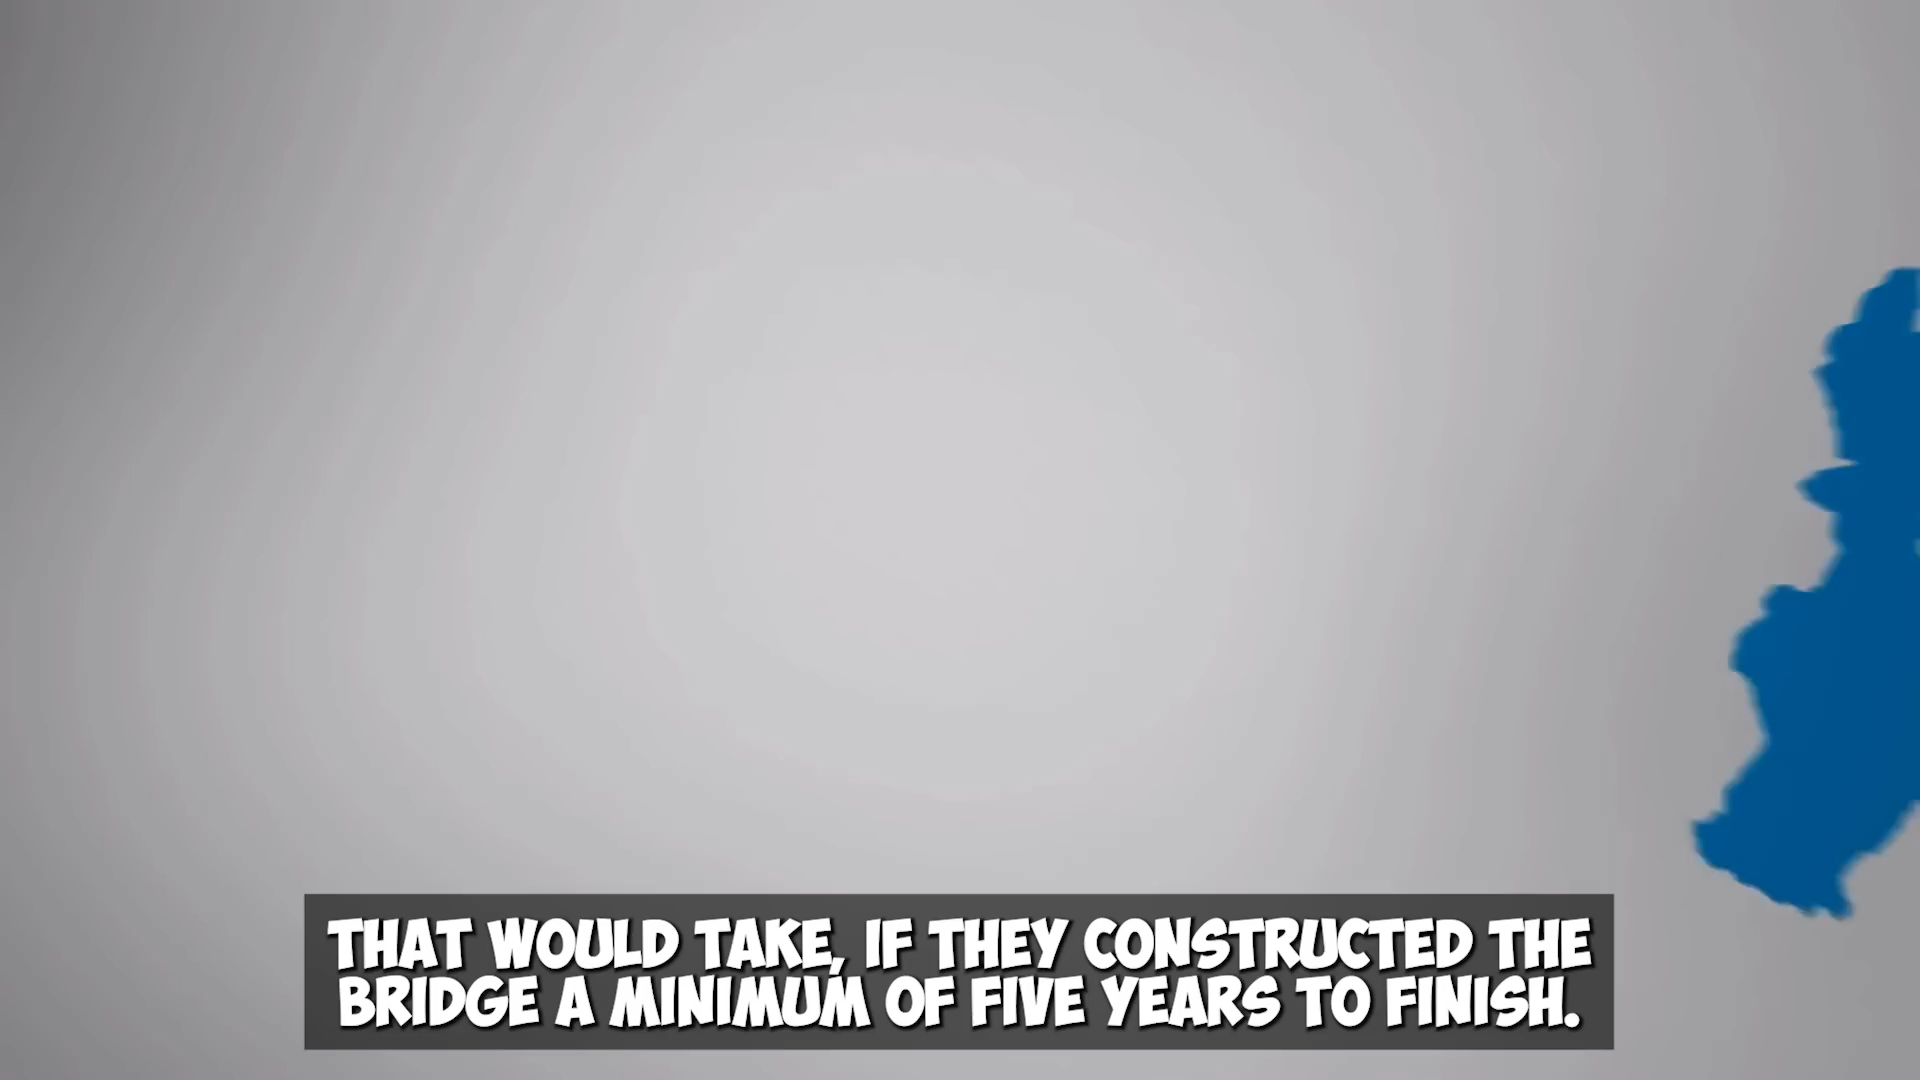 THAT WOULD TAKE, IF THEY CONSTRUCTED THE
BRIDGE A MINIMUM OF FIVE YEARS TO FINISH.